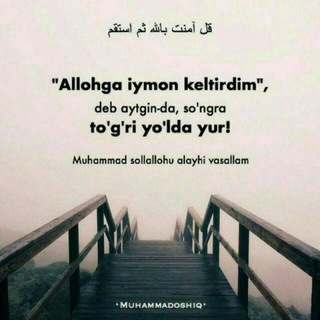 قل آمنت بالله ثم استقم
"Allohga iymon keltirdim",
deb aytgin-da, so'ngra
to'g'ri yo'lda yur!
Muhammad sollallohu alayhi vasallam
•Muhammadoshiq•